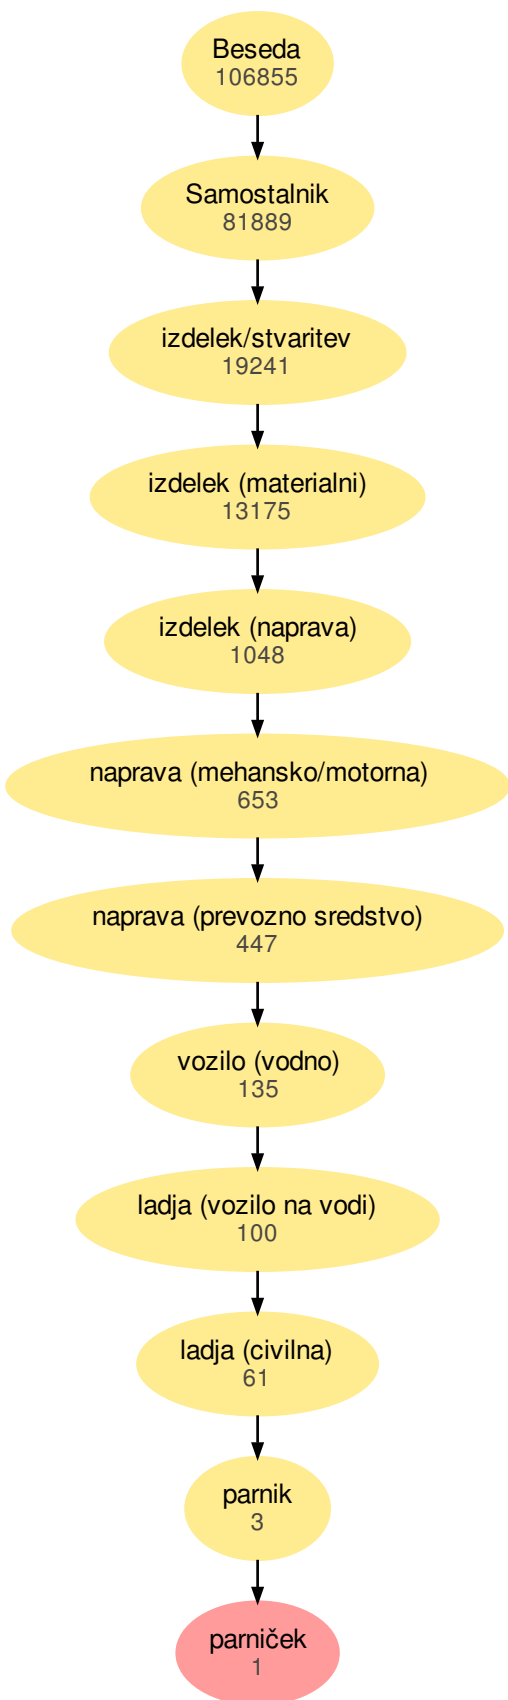 Beseda
106855
Samostalnik
81889
izdelek/stvaritev
19241
izdelek (materialni)
13175
izdelek (naprava)
1048
naprava (mehansko/motorna)
653
naprava (prevozno sredstvo)
447
vozilo (vodno)
135
ladja (vozilo na vodi)
100
ladja (civilna)
61
parnik
3
parniček
1